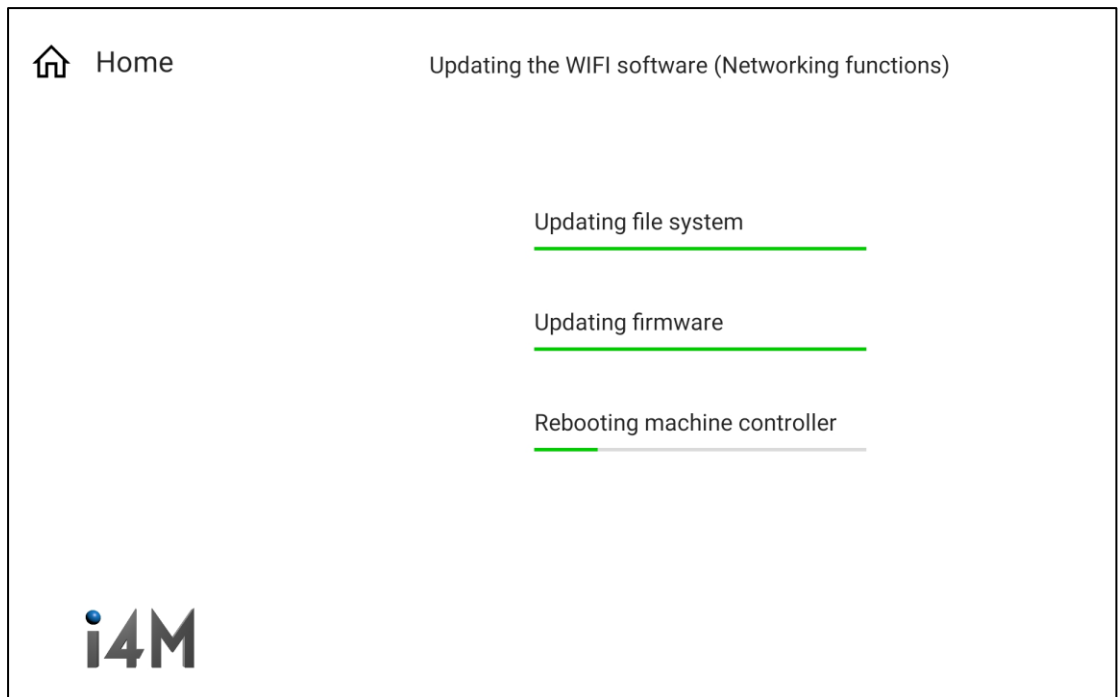 Home
Updating the WIFI software (Networking functions)
Updating file system
Updating firmware
Rebooting machine controller
i4M